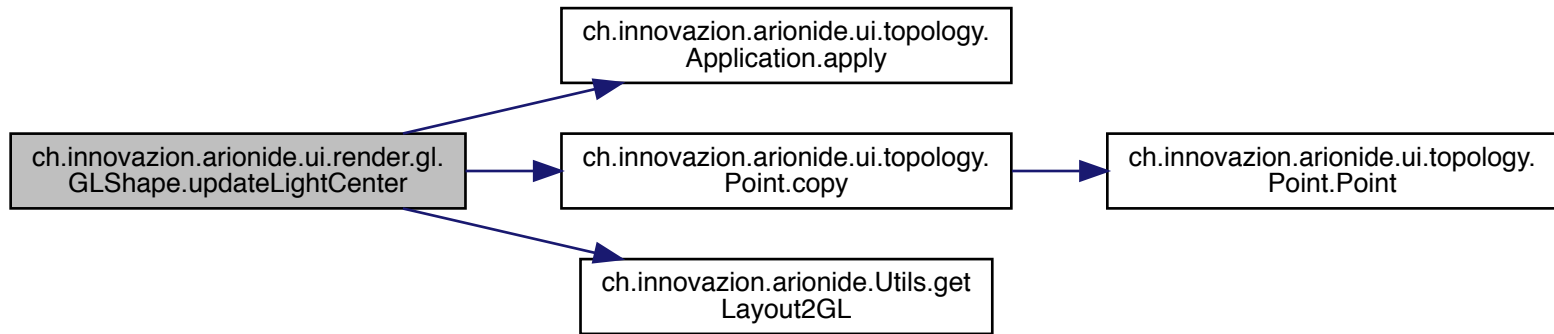 ch.innovazion.arionide.ui.topology.
Application.apply
ch.innovazion.arionide.ui.render.gl.
GLShape.updateLightCenter
ch.innovazion.arionide.ui.topology.
Point.copy
ch.innovazion.arionide.ui.topology.
Point.Point
ch.innovazion.arionide.Utils.get
Layout2GL